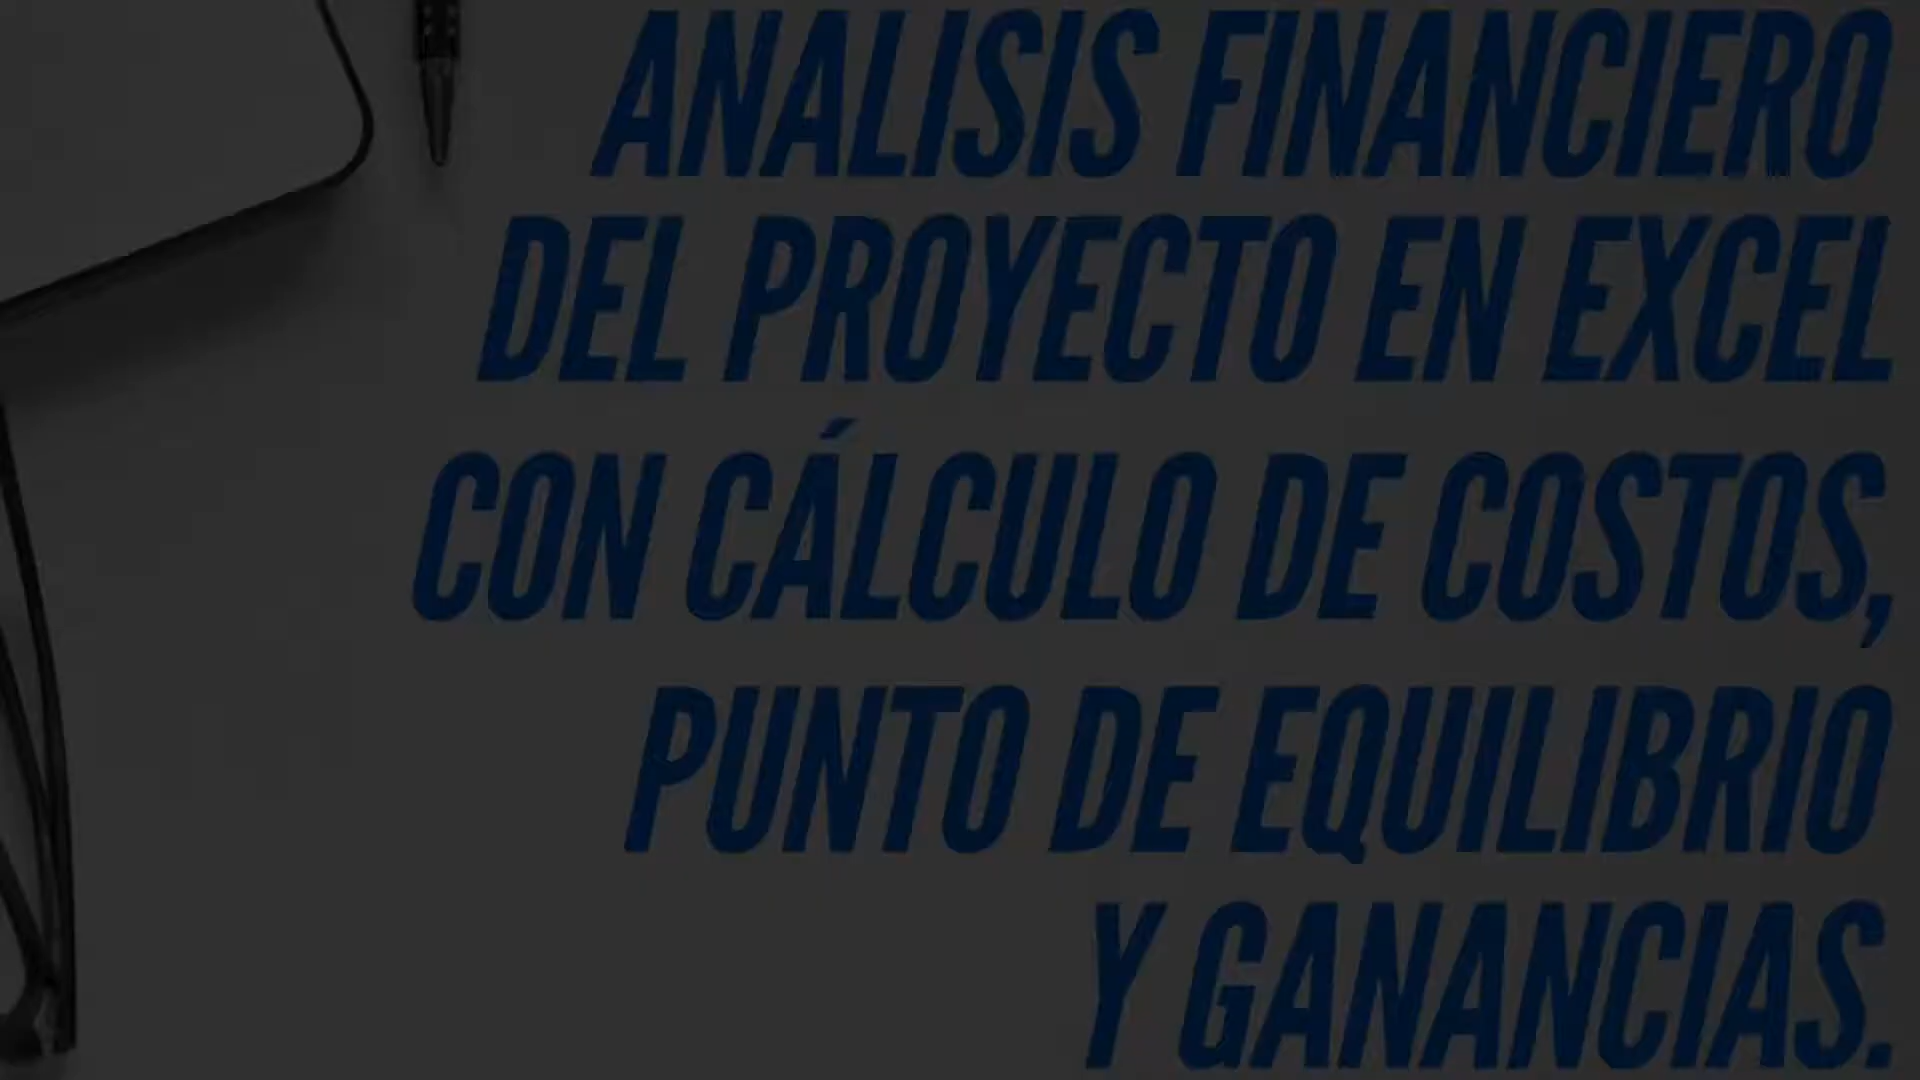 ANALISIS FINANCIERO
DEL PROYECTO EN EXCEL
CON CÁLCULO DE COSTOS,
PUNTO DE EQUILIBRIO
Y GANANCIAS.